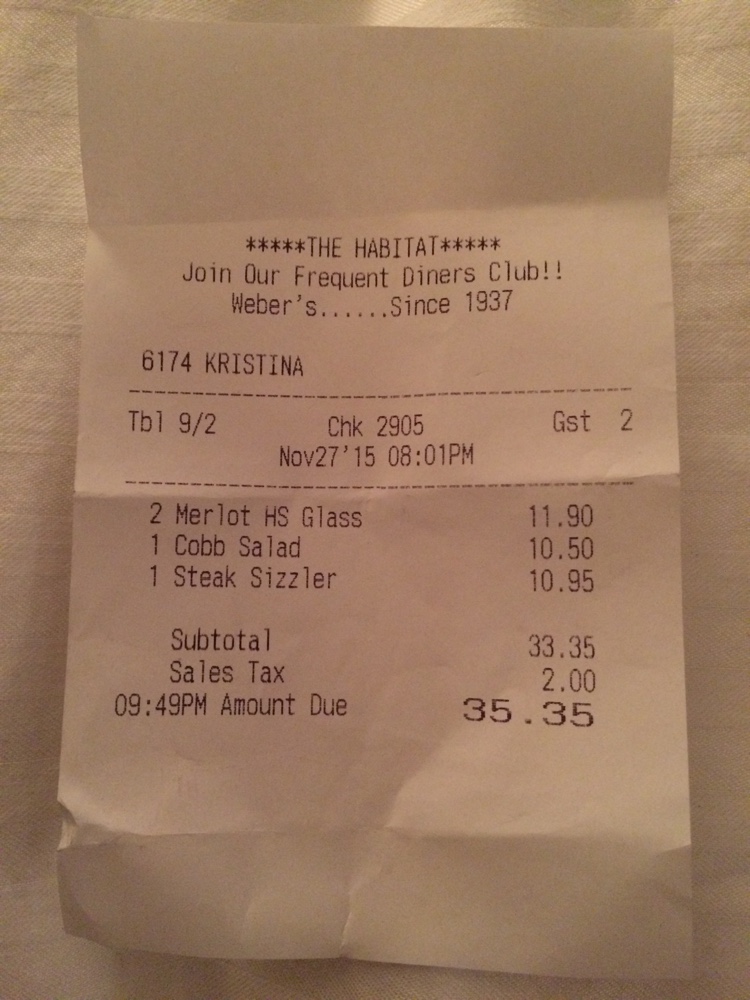 *****THE HABITAT*****
Join Our Frequent Diners Club!!
Weber's......Since 1937
6174 KRISTINA
--------------------------------
Tbl 9/2 Chk 2905 Gst 2
Nov27'15 08:01PM
--------------------------------
2 Merlot HS Glass 11.90
1 Cobb Salad 10.50
1 Steak Sizzler 10.95
Subtotal 33.35
Sales Tax 2.00
09:49PM Amount Due 35.35